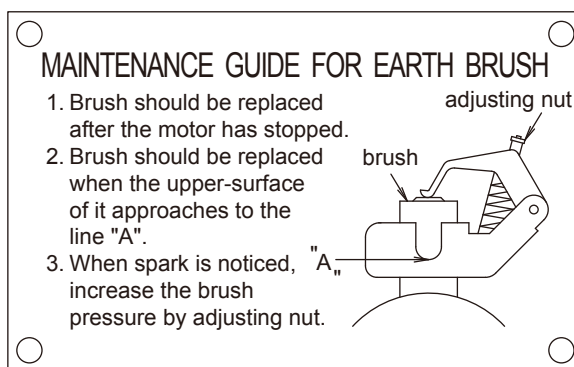 MAINTENANCE GUIDE FOR EARTH BRUSH
1. Brush should be replaced
after the motor has stopped.
2. Brush should be replaced
when the upper-surface
of it approaches to the
line "A".
3. When spark is noticed,
increase the brush
pressure by adjusting nut.
adjusting nut
brush
"A"